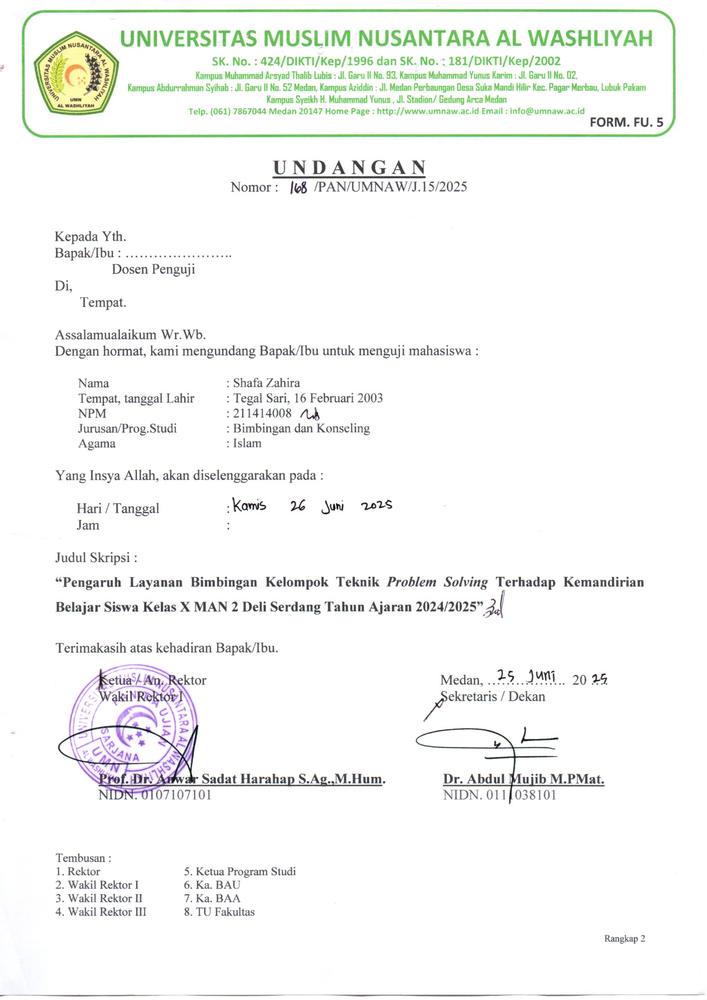 UNIVERSITAS MUSLIM NUSANTARA AL WASHLIYAH
UMN
AL WASHLIYAH
UNIVERSITAS MUSLIM NUSANTARA AL WASHLIYAH
SK. No. : 424/DIKTI/Kep/1996 dan SK. No. : 181/DIKTI/Kep/2002
Kampus Muhammad Arsyad Thalib Lubis : Jl. Garu II No. 93, Kampus Muhammad Yunus Karim : Jl. Garu II No. 02,
Kampus Abdurrahman Syihab : Jl. Garu II No. 52 Medan, Kampus Aziddin : Jl. Medan Perbaungan Desa Suka Mandi Hilir Kec. Pagar Merbau, Lubuk Pakam
Kampus Syeikh H. Muhammad Yunus , Jl. Stadion/ Gedung Arca Medan
Telp. (061) 7867044 Medan 20147 Home Page : http://www.umnaw.ac.id Email : info@umnaw.ac.id
FORM. FU. 5
UNDANGAN
Nomor : 168 /PAN/UMNAW/J.15/2025
Kepada Yth.
Bapak/Ibu : …………………..
Dosen Penguji
Di,
Tempat.
Assalamualaikum Wr.Wb.
Dengan hormat, kami mengundang Bapak/Ibu untuk menguji mahasiswa :
Nama : Shafa Zahira
Tempat, tanggal Lahir : Tegal Sari, 16 Februari 2003
NPM : 211414008
Jurusan/Prog.Studi : Bimbingan dan Konseling
Agama : Islam
Yang Insya Allah, akan diselenggarakan pada :
Hari / Tanggal : Kamis 26 Juni 2025
Jam :
Judul Skripsi :
“Pengaruh Layanan Bimbingan Kelompok Teknik Problem Solving Terhadap Kemandirian
Belajar Siswa Kelas X MAN 2 Deli Serdang Tahun Ajaran 2024/2025”
Terimakasih atas kehadiran Bapak/Ibu.
Ketua / An. Rektor
Wakil Rektor I
UNIVERSITAS MUSLIM NUSANTARA AL WASHLIYAH
PANITIA UJIAN
SARJANA
UMN
AL WASHLIYAH
Prof. Dr. Anwar Sadat Harahap S.Ag.,M.Hum.
NIDN. 0107107101
Medan, 25 Juni 2025
Sekretaris / Dekan
Dr. Abdul Mujib M.PMat.
NIDN. 0111038101
Tembusan :
1. Rektor
2. Wakil Rektor I
3. Wakil Rektor II
4. Wakil Rektor III
5. Ketua Program Studi
6. Ka. BAU
7. Ka. BAA
8. TU Fakultas
Rangkap 2